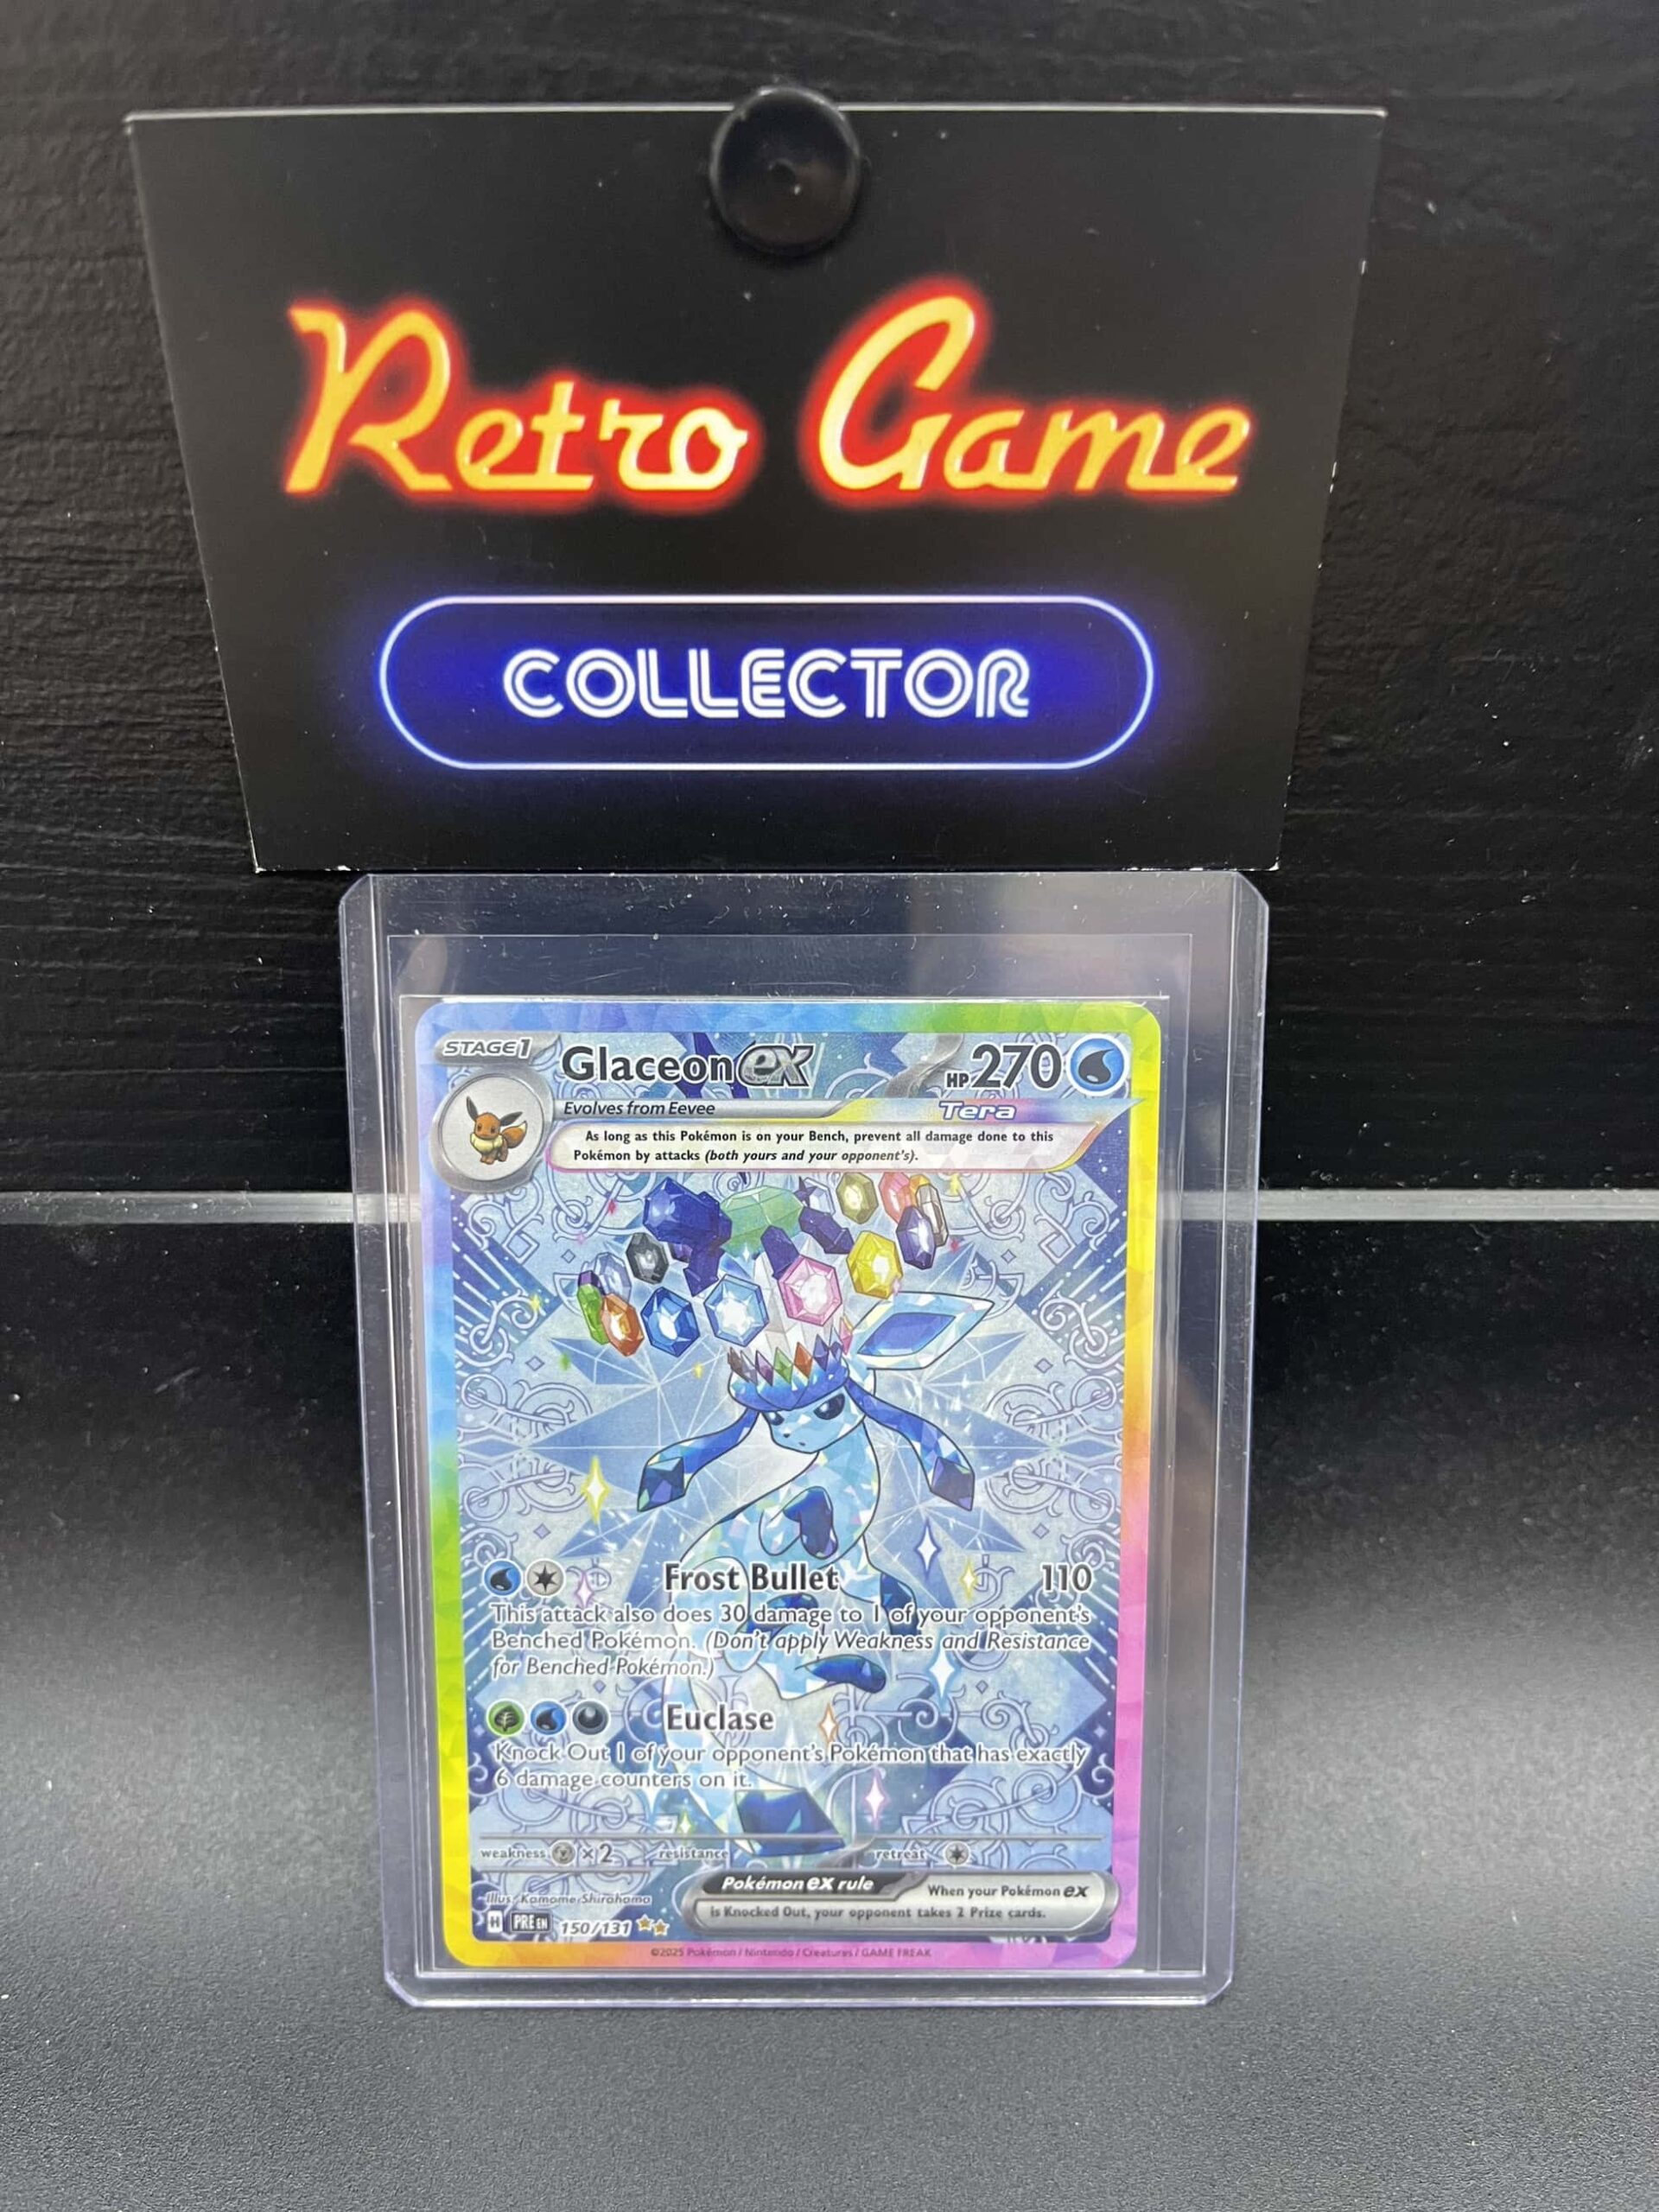 Retro Game
COLLECTOR
STAGE1
Glaceon ex
HP 270
Evolves from Eevee
Tera
As long as this Pokémon is on your Bench, prevent all damage done to this
Pokémon by attacks (both yours and your opponent's).
Frost Bullet 110
This attack also does 30 damage to 1 of your opponent's
Benched Pokémon. (Don't apply Weakness and Resistance
for Benched Pokémon.)
Euclase
Knock Out 1 of your opponent's Pokémon that has exactly
6 damage counters on it.
weakness ×2 resistance retreat
Pokémon ex rule
When your Pokémon ex
is Knocked Out, your opponent takes 2 Prize cards.
Illus. Kamome Shirahama
H PRE EN 150/131
©2025 Pokémon / Nintendo / Creatures / GAME FREAK